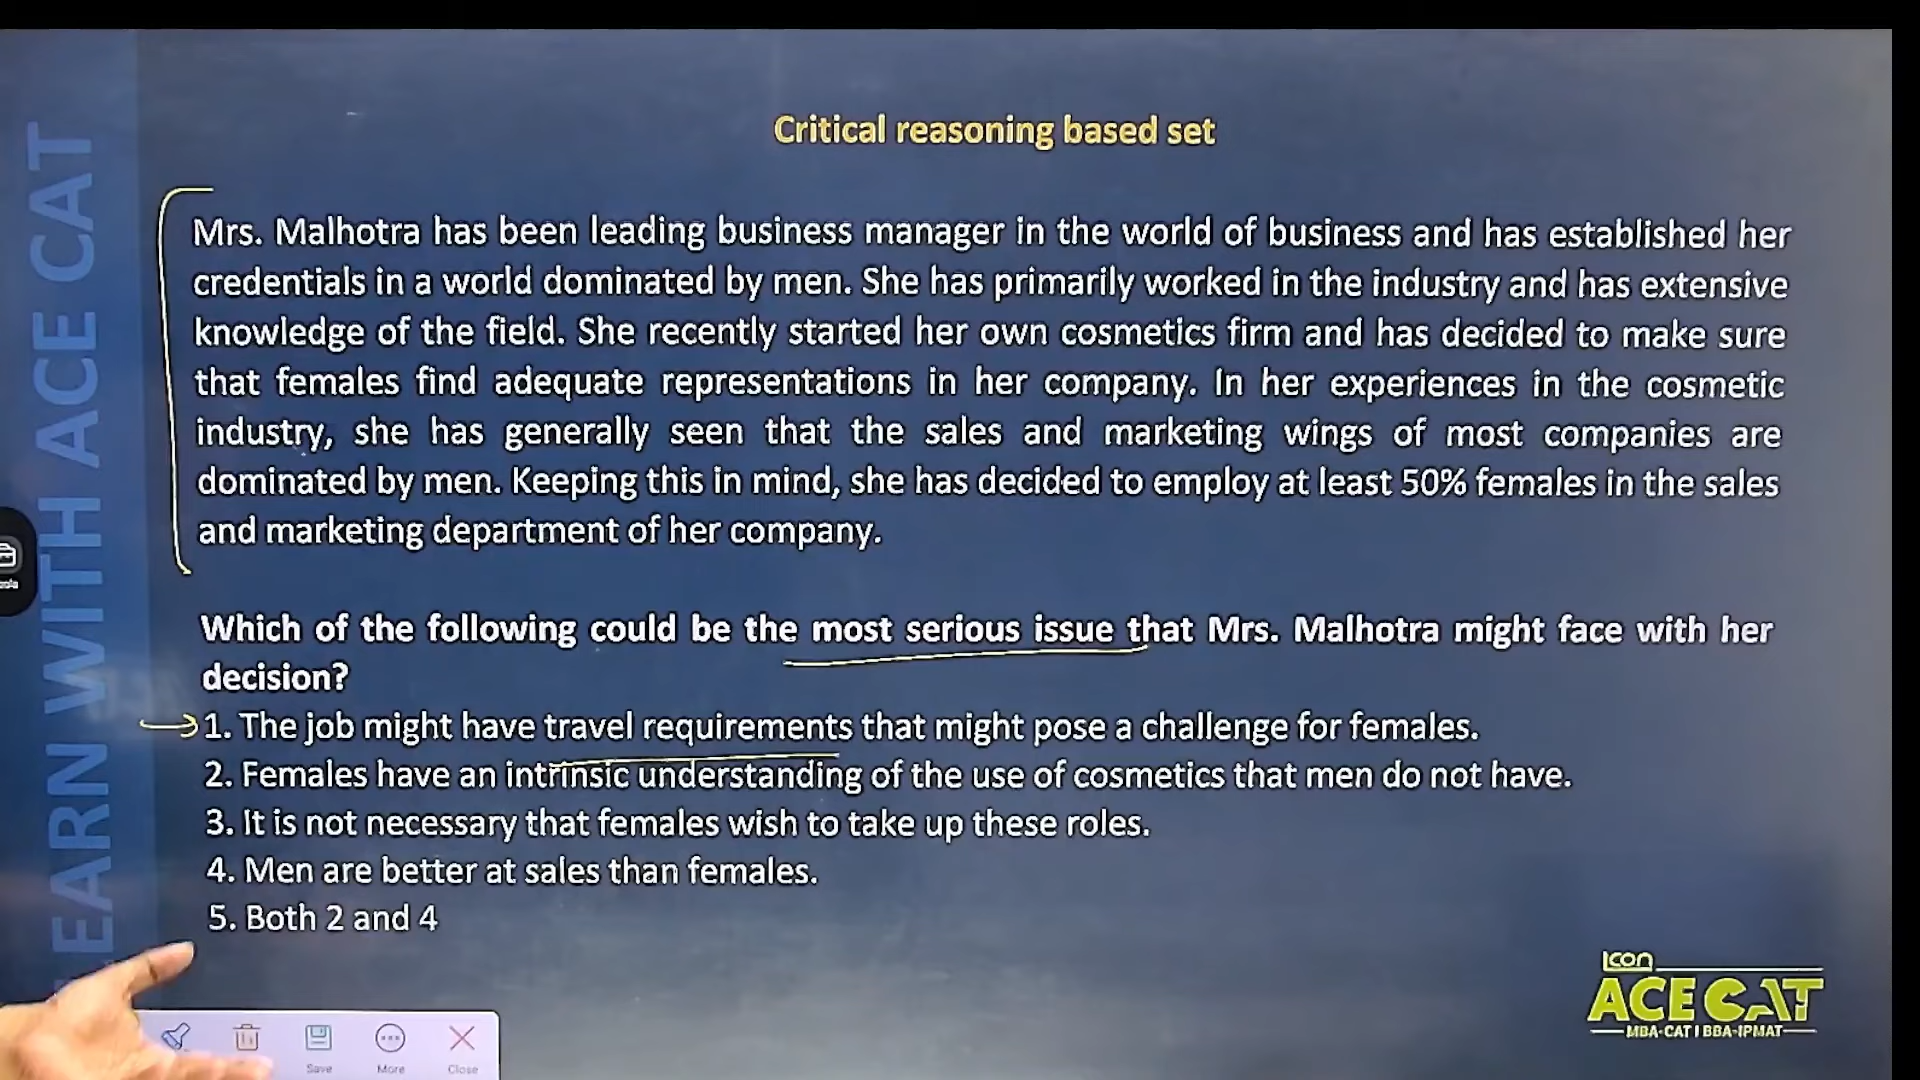 Critical reasoning based set
Mrs. Malhotra has been leading business manager in the world of business and has established her
credentials in a world dominated by men. She has primarily worked in the industry and has extensive
knowledge of the field. She recently started her own cosmetics firm and has decided to make sure
that females find adequate representations in her company. In her experiences in the cosmetic
industry, she has generally seen that the sales and marketing wings of most companies are
dominated by men. Keeping this in mind, she has decided to employ at least 50% females in the sales
and marketing department of her company.
Which of the following could be the most serious issue that Mrs. Malhotra might face with her
decision?
1. The job might have travel requirements that might pose a challenge for females.
2. Females have an intrinsic understanding of the use of cosmetics that men do not have.
3. It is not necessary that females wish to take up these roles.
4. Men are better at sales than females.
5. Both 2 and 4
EARN WITH ACE CAT
Icon
ACE CAT
MBA-CAT I BBA-IPMAT
Save
More
Close